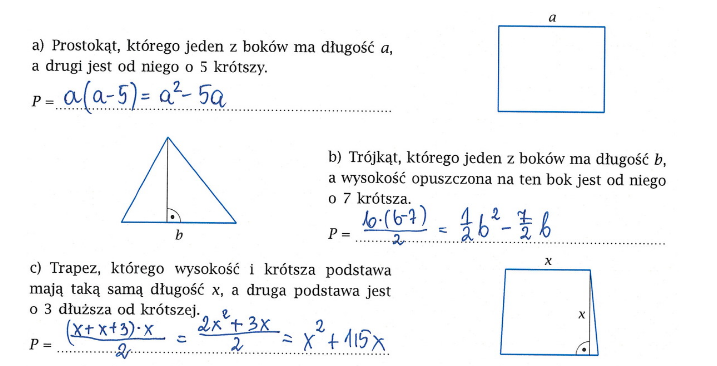 a
a) Prostokąt, którego jeden z boków ma długość a,
a drugi jest od niego o 5 krótszy.
P = a(a-5) = a² - 5a
b) Trójkąt, którego jeden z boków ma długość b,
a wysokość opuszczona na ten bok jest od niego
o 7 krótsza.
P = b·(b-7)/2 = 1/2 b² - 7/2 b
b
c) Trapez, którego wysokość i krótsza podstawa
mają taką samą długość x, a druga podstawa jest
o 3 dłuższa od krótszej.
P = (x+x+3)·x/2 = 2x²+3x/2 = x² + 1,5x
x
x